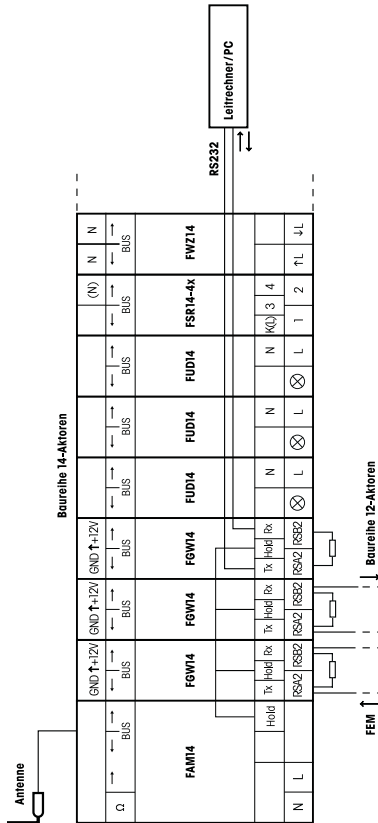 Antenne
Baureihe 14-Aktoren
GND ↑ +12V GND ↑ +12V GND ↑ +12V (N) N N
Ω BUS BUS BUS BUS BUS BUS BUS BUS BUS
FAM14 FGW14 FGW14 FGW14 FUD14 FUD14 FUD14 FSR14-4x FWZ14
Hold Tx Hold Rx Tx Hold Rx Tx Hold Rx N N N K(L) 3 4
N L RSA2 RSB2 RSA2 RSB2 RSA2 RSB2 L L L 1 2 ↑L ↓L
RS232
Leitrechner/PC
FEM
Baureihe 12-Aktoren